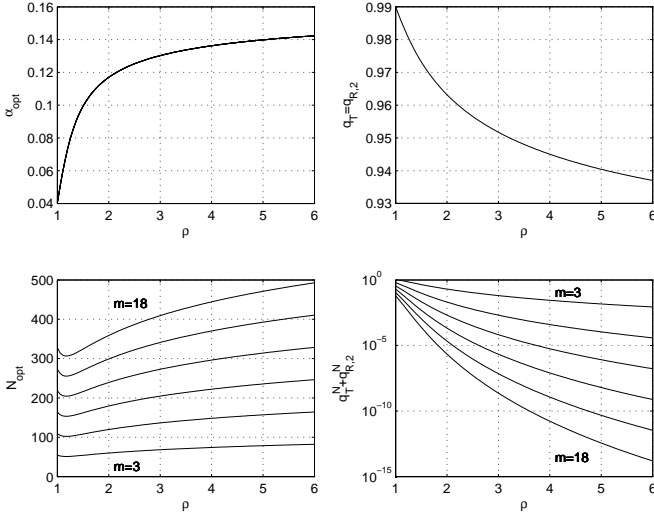 0.16
0.14
0.12
0.1
0.08
0.06
0.04
α_opt
1 2 3 4 5 6
ρ
0.99
0.98
0.97
0.96
0.95
0.94
0.93
q_T=q_R,2
1 2 3 4 5 6
ρ
500
400
300
200
100
0
N_opt
m=18
m=3
1 2 3 4 5 6
ρ
10^0
10^−5
10^−10
10^−15
q_T^N+q_R,2^N
m=3
m=18
1 2 3 4 5 6
ρ